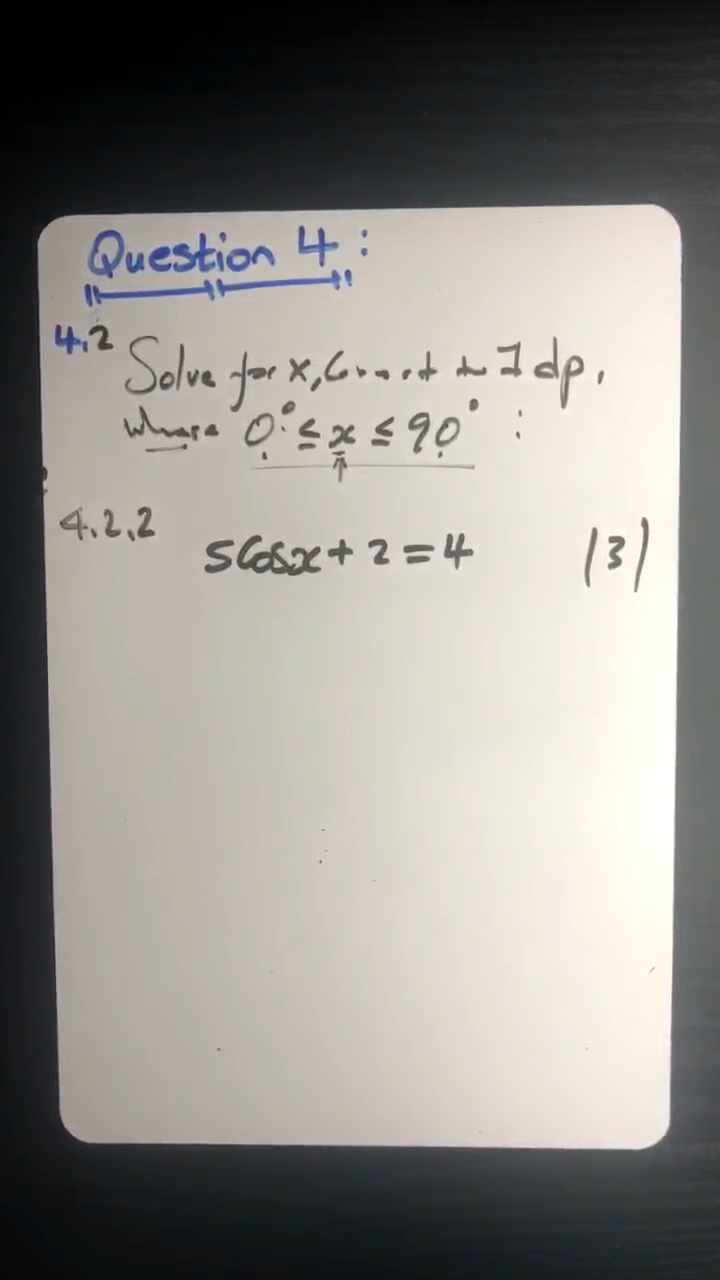 Question 4:
4.2 Solve for x, Correct to 1 dp,
where 0° ≤ x ≤ 90° :
4.2.2 5Cosx + 2 = 4 (3)